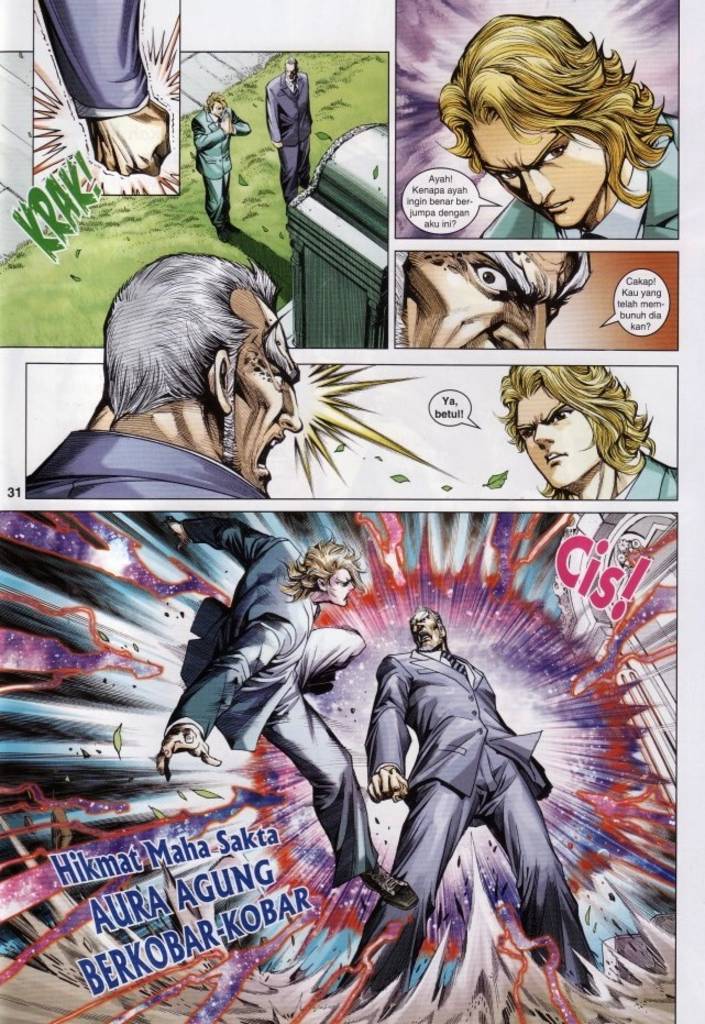 KRAK!
Ayah!
Kenapa ayah
ingin benar ber-
jumpa dengan
aku ini?
Cakap!
Kau yang
telah mem-
bunuh dia
kan?
Ya,
betul!
31
Cis!
Hikmat Maha Sakta
AURA AGUNG
BERKOBAR-KOBAR